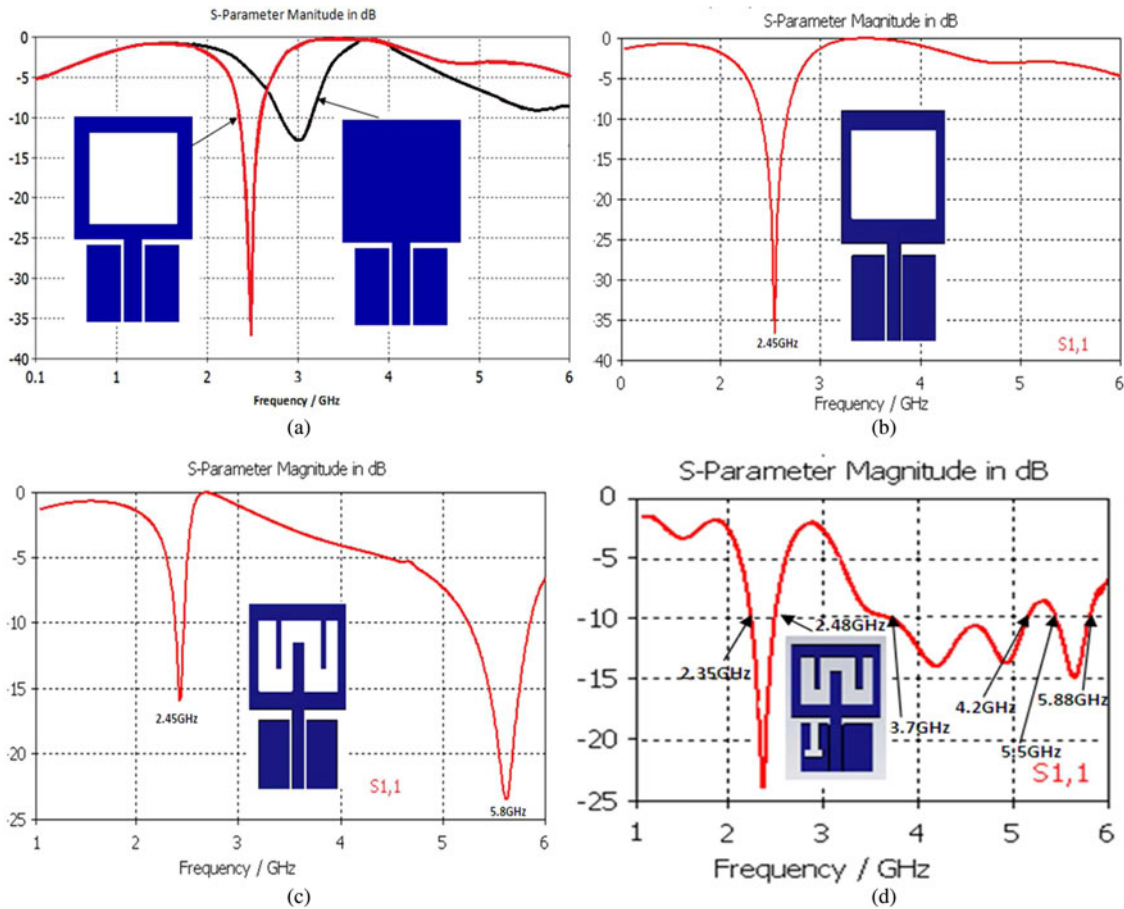 S-Parameter Manitude in dB
0
-5
-10
-15
-20
-25
-30
-35
-40
0.1 1 2 3 4 5 6
Frequency / GHz
(a)
S-Parameter Magnitude in dB
0
-5
-10
-15
-20
-25
-30
-35
-40
2.45GHz
S1,1
0 1 2 3 4 5 6
Frequency / GHz
(b)
S-Parameter Magnitude in dB
0
-5
-10
-15
-20
-25
2.45GHz
S1,1
5.8GHz
1 2 3 4 5 6
Frequency / GHz
(c)
S-Parameter Magnitude in dB
0
-5
-10
-15
-20
-25
2.35GHz
2.48GHz
3.7GHz
4.2GHz
5.5GHz
5.88GHz
S1,1
1 2 3 4 5 6
Frequency / GHz
(d)